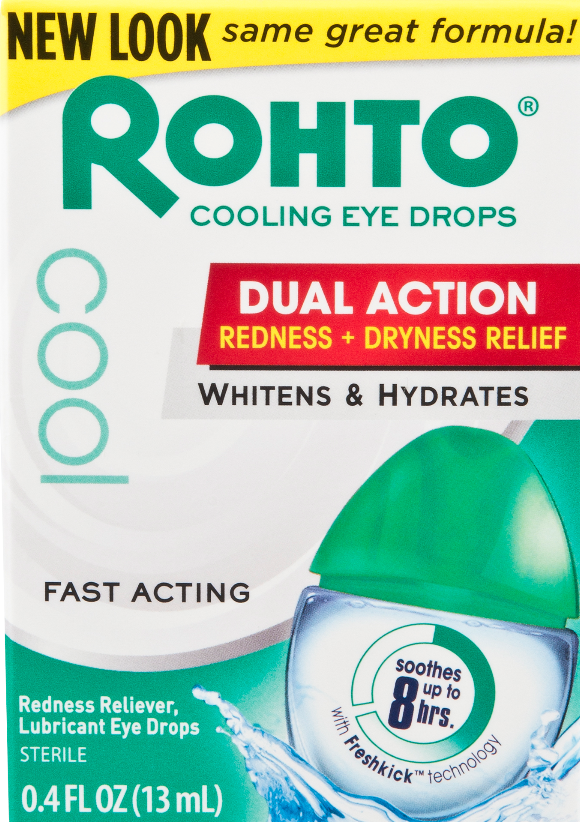 NEW LOOK same great formula!
ROHTO®
COOLING EYE DROPS
COOl
DUAL ACTION
REDNESS + DRYNESS RELIEF
WHITENS & HYDRATES
FAST ACTING
soothes
up to
8 hrs.
with Freshkick™ technology
Redness Reliever,
Lubricant Eye Drops
STERILE
0.4 FL OZ (13 mL)